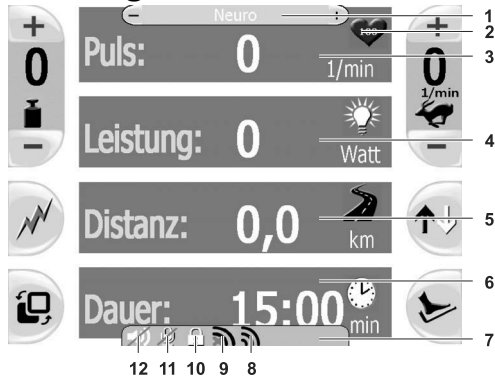 − Neuro :
+ 0 −
Puls: 0 1/min
100
+ 0 1/min −
Leistung: 0 Watt
Distanz: 0,0 km
Dauer: 15:00 min
1
2
3
4
5
6
7
12 11 10 9 8